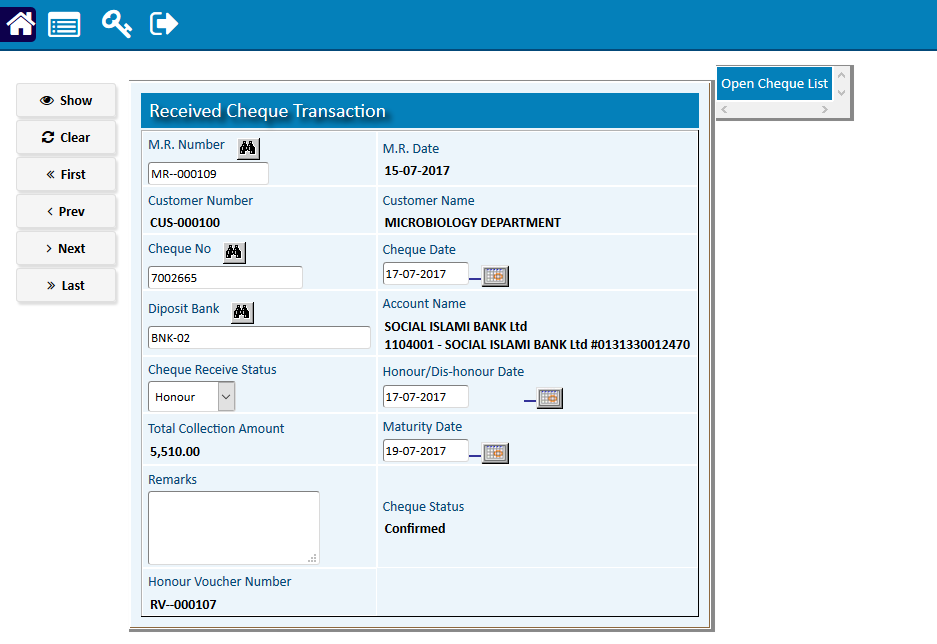 Show
Clear
First
Prev
Next
Last
Received Cheque Transaction
M.R. Number
MR--000109
M.R. Date
15-07-2017
Customer Number
CUS-000100
Customer Name
MICROBIOLOGY DEPARTMENT
Cheque No
7002665
Cheque Date
17-07-2017
Diposit Bank
BNK-02
Account Name
SOCIAL ISLAMI BANK Ltd
1104001 - SOCIAL ISLAMI BANK Ltd #0131330012470
Cheque Receive Status
Honour
Honour/Dis-honour Date
17-07-2017
Total Collection Amount
5,510.00
Maturity Date
19-07-2017
Remarks
Cheque Status
Confirmed
Honour Voucher Number
RV--000107
Open Cheque List